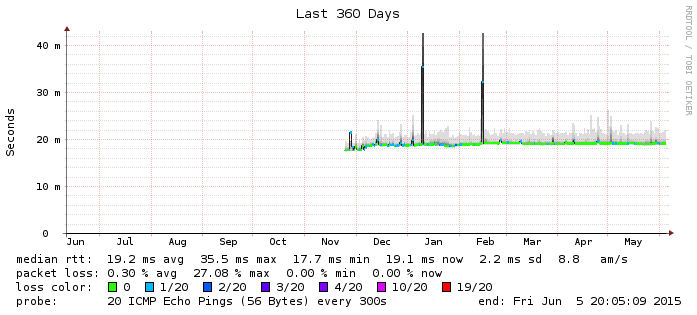 Last 360 Days
RRDTOOL / TOBI OETIKER
Seconds
40 m
30 m
20 m
10 m
0
Jun Jul Aug Sep Oct Nov Dec Jan Feb Mar Apr May
median rtt: 19.2 ms avg 35.5 ms max 17.7 ms min 19.1 ms now 2.2 ms sd 8.8 am/s
packet loss: 0.30 % avg 27.08 % max 0.00 % min 0.00 % now
loss color: 0 1/20 2/20 3/20 4/20 10/20 19/20
probe: 20 ICMP Echo Pings (56 Bytes) every 300s end: Fri Jun 5 20:05:09 2015